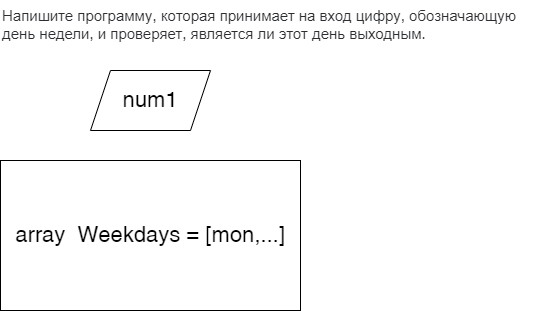 Напишите программу, которая принимает на вход цифру, обозначающую
день недели, и проверяет, является ли этот день выходным.
num1
array  Weekdays = [mon,...]